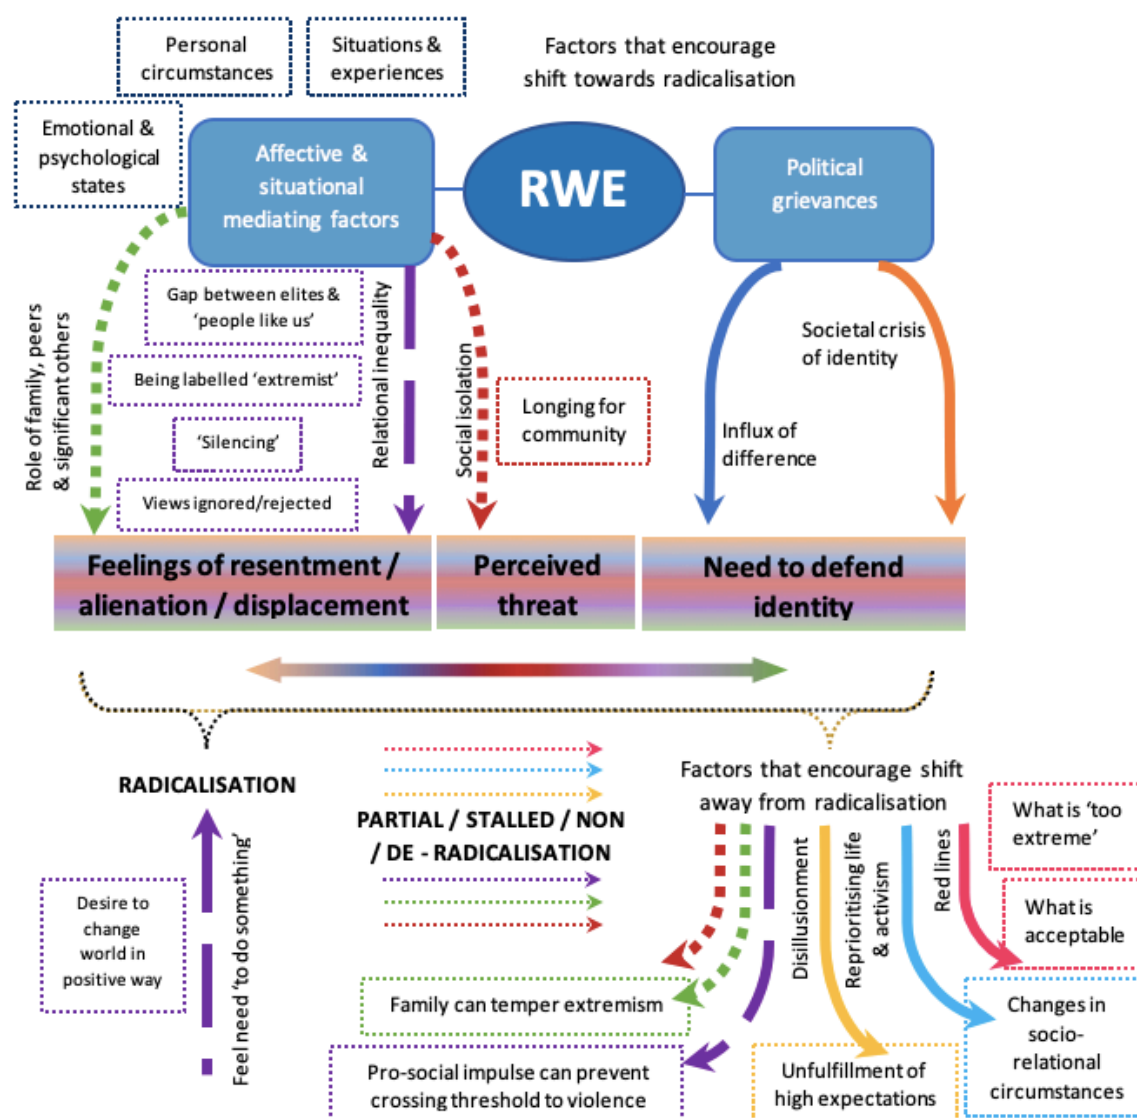 Personal
circumstances
Situations &
experiences
Factors that encourage
shift towards radicalisation
Emotional &
psychological
states
Affective &
situational
mediating factors
RWE
Political
grievances
Role of family, peers
& significant others
Gap between elites &
‘people like us’
Being labelled ‘extremist’
‘Silencing’
Views ignored/rejected
Relational inequality
Social isolation
Longing for
community
Influx of
difference
Societal crisis
of identity
Feelings of resentment /
alienation / displacement
Perceived
threat
Need to defend
identity
RADICALISATION
Desire to
change
world in
positive way
Feel need ‘to do something’
PARTIAL / STALLED / NON
/ DE - RADICALISATION
Factors that encourage shift
away from radicalisation
Disillusionment
Reprioritising life
& activism
Red lines
What is ‘too
extreme’
What is
acceptable
Family can temper extremism
Pro-social impulse can prevent
crossing threshold to violence
Unfulfillment of
high expectations
Changes in
socio-
relational
circumstances